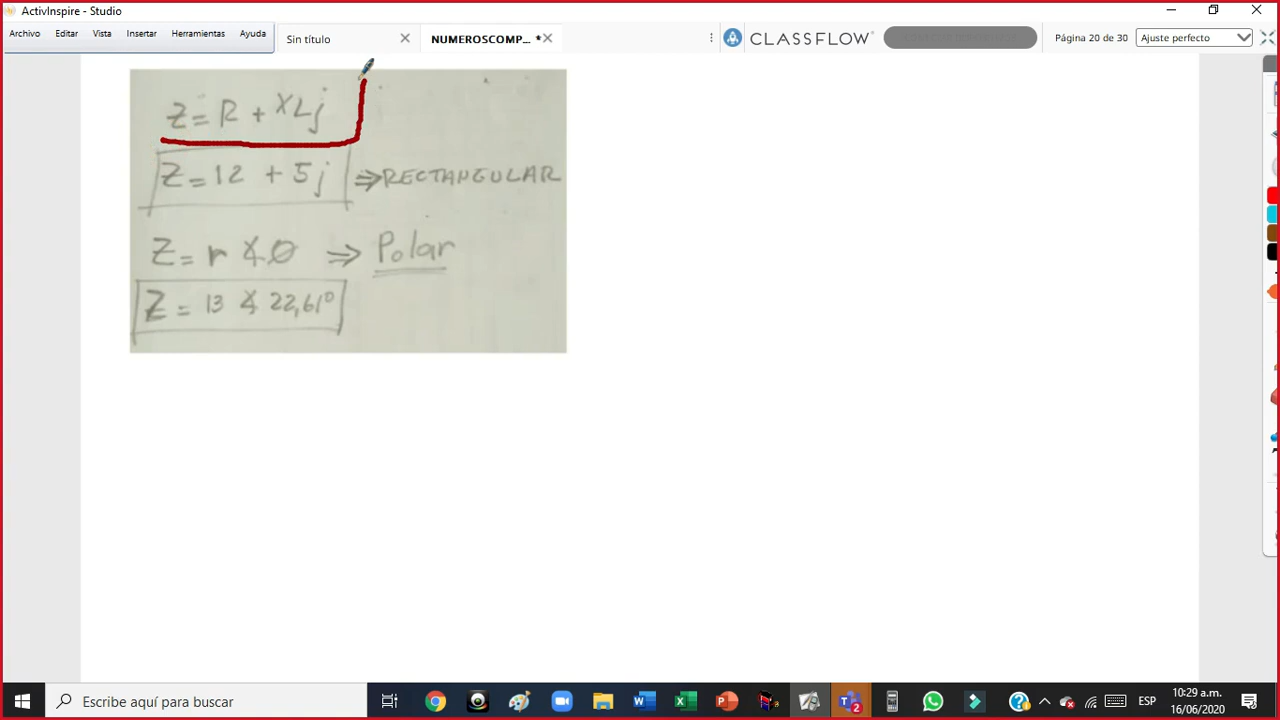 ActivInspire - Studio
Archivo Editar Vista Insertar Herramientas Ayuda
Sin título
NUMEROSCOMP... *
CLASSFLOW
Página 20 de 30
Ajuste perfecto
Z = R + XLj
Z = 12 + 5j ⇒ RECTANGULAR
Z = r ∡ θ ⇒ Polar
Z = 13 ∡ 22,61°
Escribe aquí para buscar
2
ESP
10:29 a.m.
16/06/2020